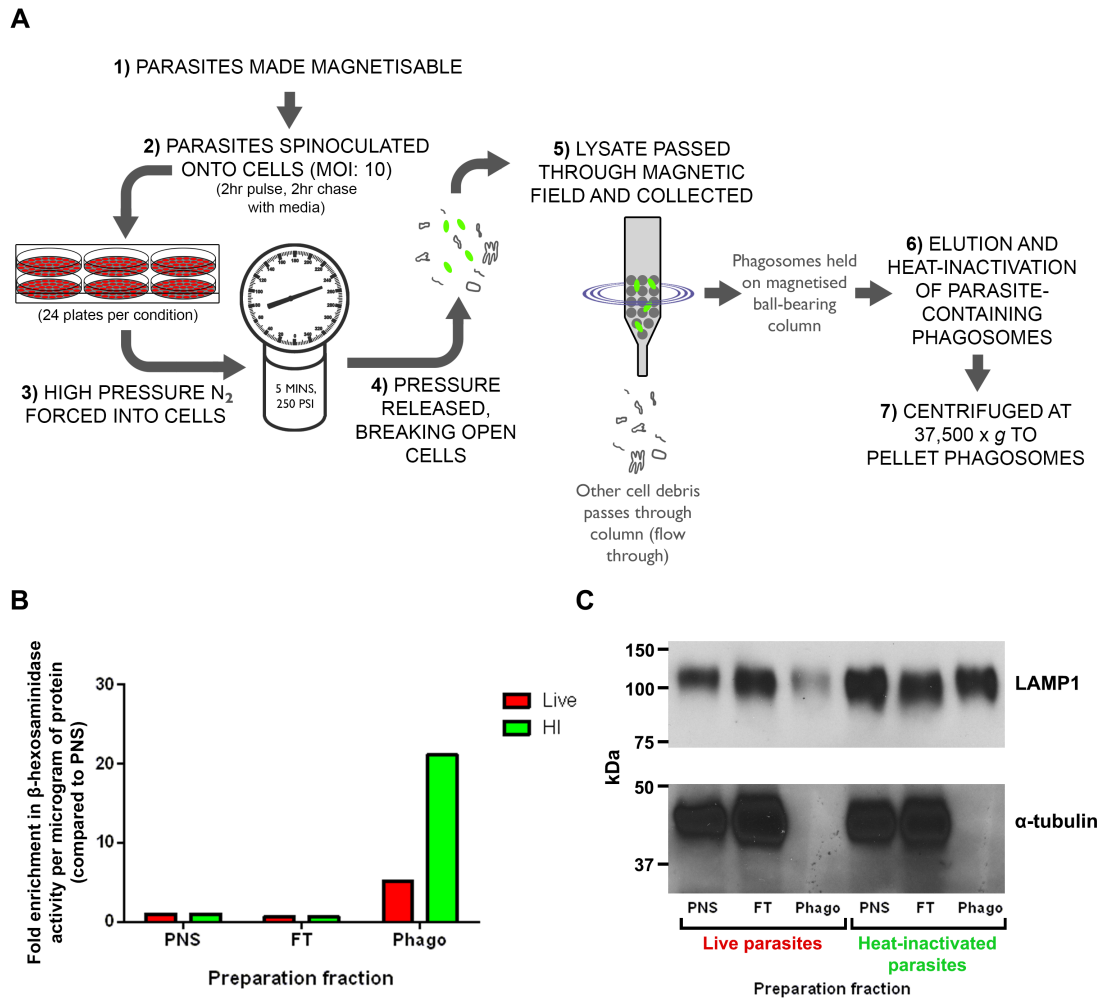 A
1) PARASITES MADE MAGNETISABLE
2) PARASITES SPINOCULATED
ONTO CELLS (MOI: 10)
(2hr pulse, 2hr chase
with media)
(24 plates per condition)
3) HIGH PRESSURE N2
FORCED INTO CELLS
5 MINS,
250 PSI
4) PRESSURE
RELEASED,
BREAKING OPEN
CELLS
5) LYSATE PASSED
THROUGH MAGNETIC
FIELD AND COLLECTED
Other cell debris
passes through
column (flow
through)
Phagosomes held
on magnetised
ball-bearing
column
6) ELUTION AND
HEAT-INACTIVATION
OF PARASITE-
CONTAINING
PHAGOSOMES
7) CENTRIFUGED AT
37,500 x g TO
PELLET PHAGOSOMES
B
Fold enrichment in β-hexosaminidase
activity per microgram of protein
(compared to PNS)
30
20
10
0
PNS
FT
Phago
Preparation fraction
Live
HI
C
kDa
150
100
75
LAMP1
50
37
α-tubulin
PNS FT Phago PNS FT Phago
Live parasites
Heat-inactivated
parasites
Preparation fraction